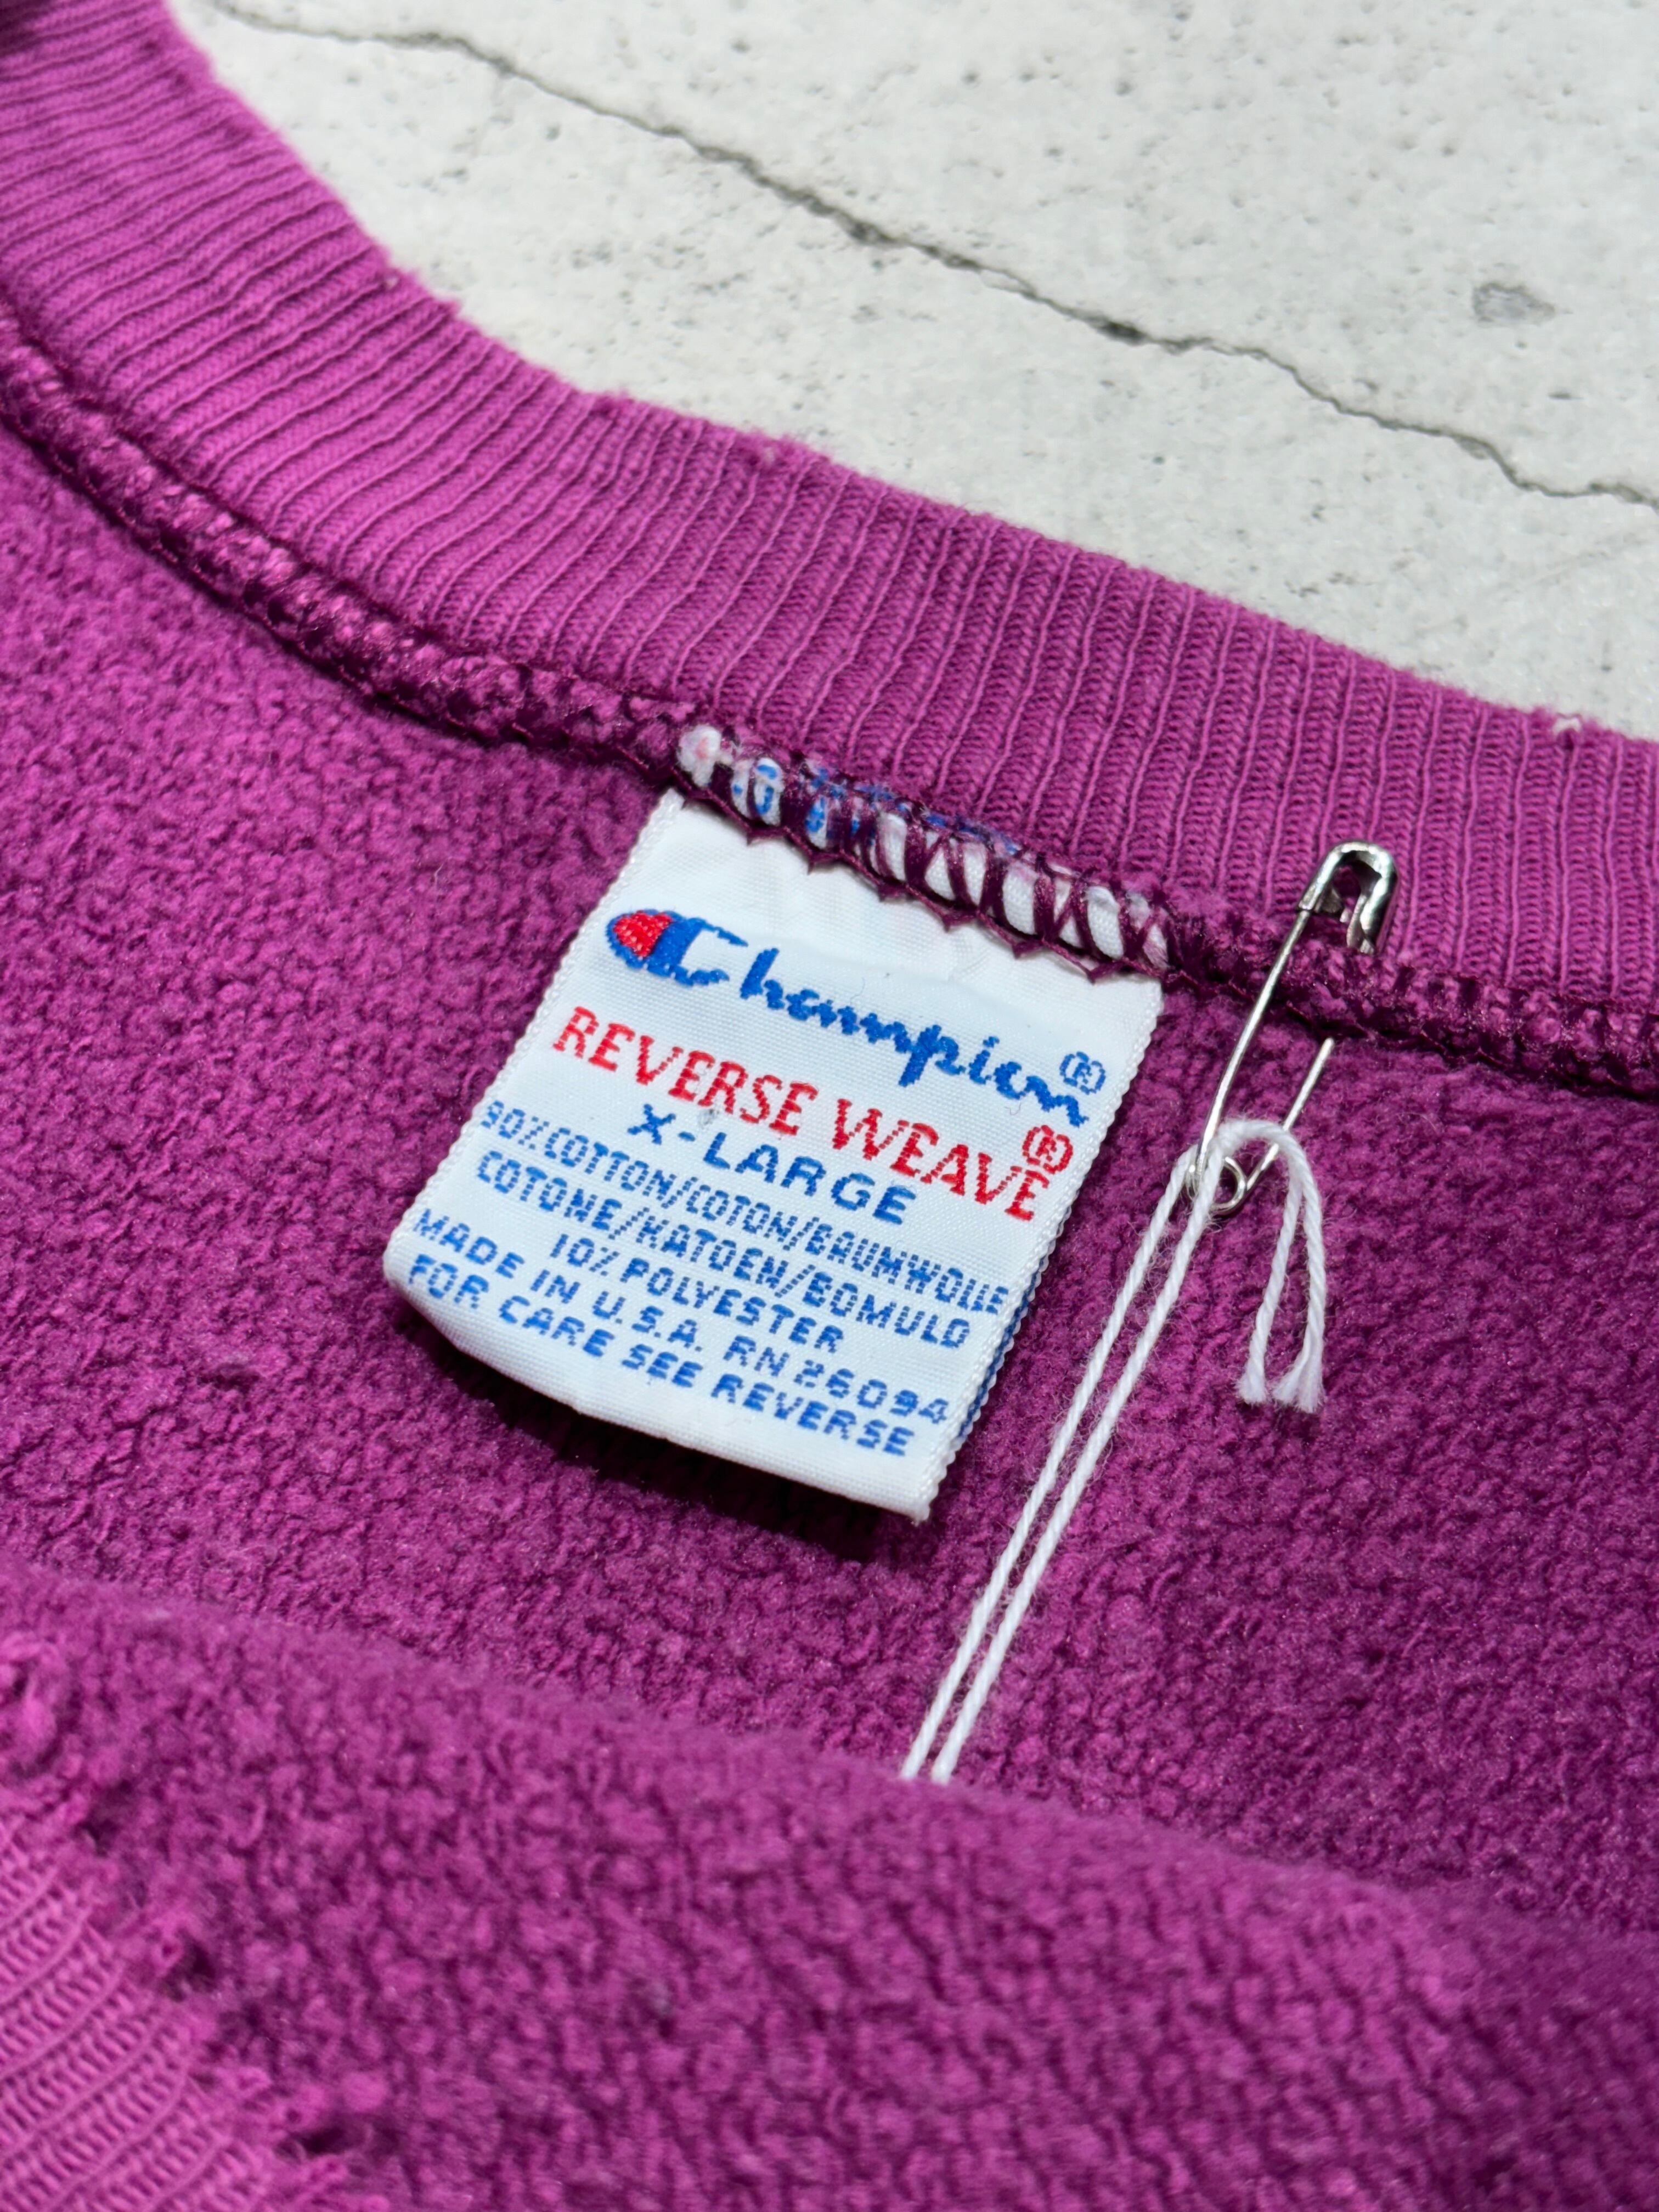 Champion®
REVERSE WEAVE®
X-LARGE
90% COTTON/COTON/BAUMWOLLE
COTONE/KATOEN/BOMULD
10% POLYESTER
MADE IN U.S.A. RN 26094
FOR CARE SEE REVERSE